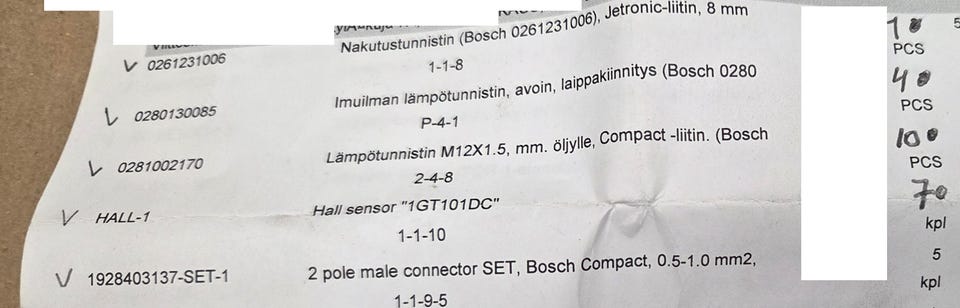 0261231006 Nakutustunnistin (Bosch 0261231006), Jetronic-liitin, 8 mm
1-1-8 PCS
0280130085 Imuilman lämpötunnistin, avoin, laippakiinnitys (Bosch 0280
P-4-1 PCS
0281002170 Lämpötunnistin M12X1.5, mm. öljylle, Compact -liitin. (Bosch
2-4-8 PCS
HALL-1 Hall sensor "1GT101DC" 70
1-1-10 kpl
1928403137-SET-1 2 pole male connector SET, Bosch Compact, 0.5-1.0 mm2, 5
1-1-9-5 kpl